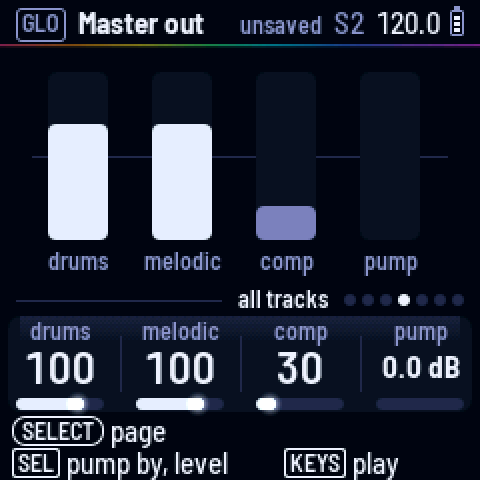 GLO Master out unsaved S2 120.0
drums melodic comp pump
all tracks
drums melodic comp pump
100 100 30 0.0 dB
SELECT page
SEL pump by, level KEYS play